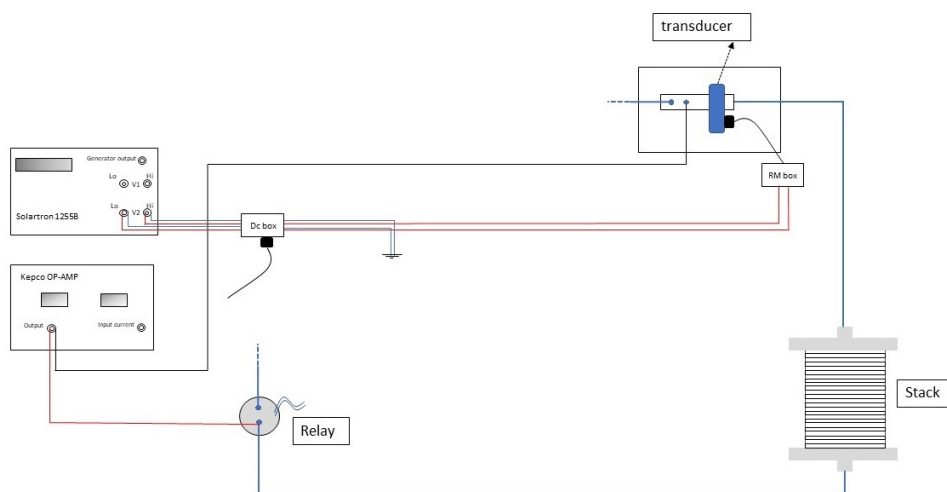 transducer
Generator output
Lo
Hi
V1
Lo
Hi
V2
Solartron 1255B
RM box
Dc box
Kepco OP-AMP
Output
Input current
Stack
Relay